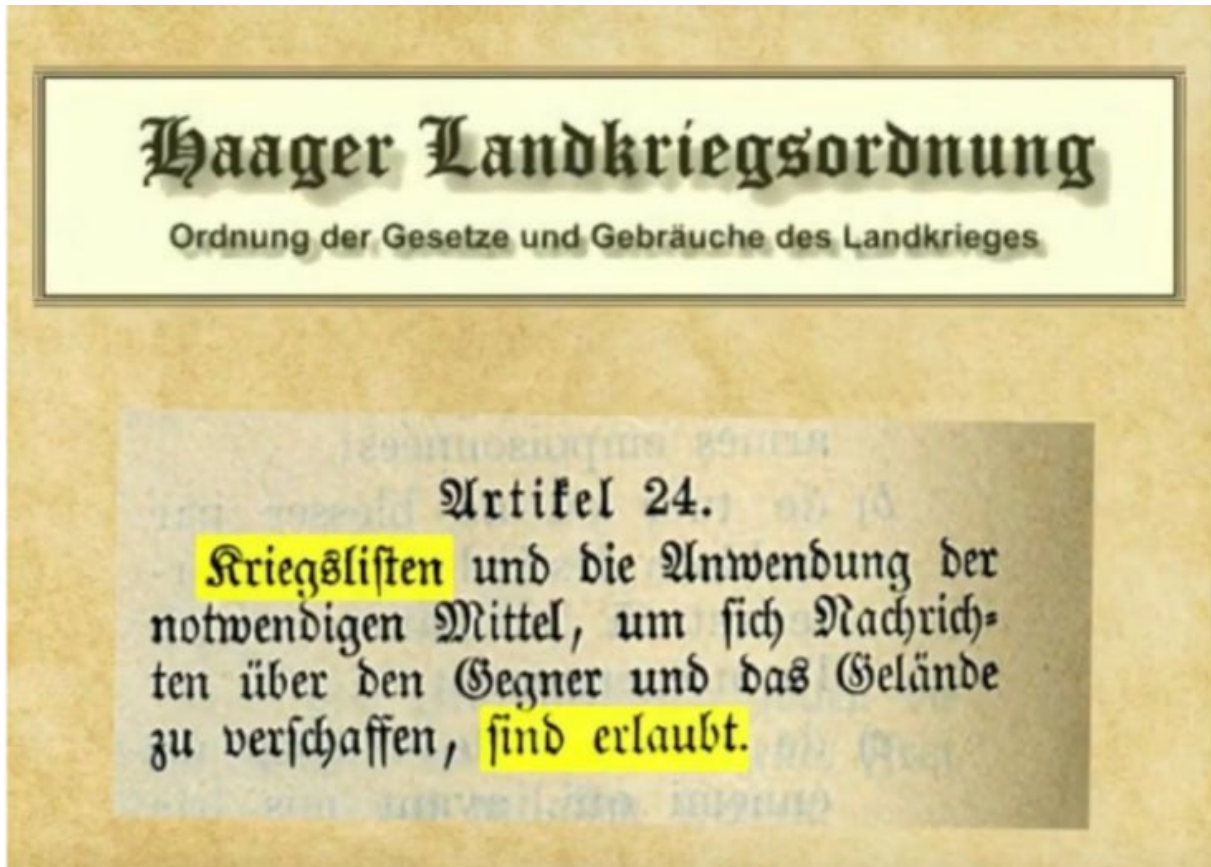 Haager Landkriegsordnung
Ordnung der Gesetze und Gebräuche des Landkrieges
Artikel 24.
Kriegslisten und die Anwendung der
notwendigen Mittel, um sich Nachrich-
ten über den Gegner und das Gelände
zu verschaffen, sind erlaubt.